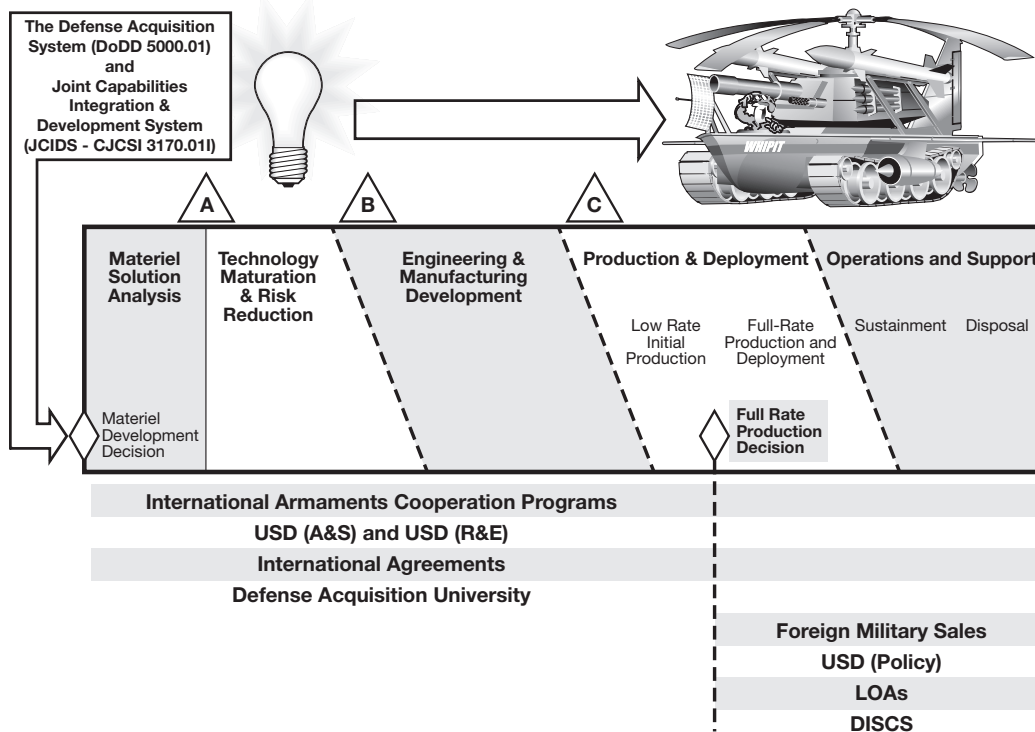 The Defense Acquisition
System (DoDD 5000.01)
and
Joint Capabilities
Integration &
Development System
(JCIDS - CJCSI 3170.01I)
WHIPIT
A
B
C
Materiel
Solution
Analysis
Technology
Maturation
& Risk
Reduction
Engineering &
Manufacturing
Development
Production & Deployment
Operations and Support
Low Rate
Initial
Production
Full-Rate
Production and
Deployment
Sustainment
Disposal
Materiel
Development
Decision
Full Rate
Production
Decision
International Armaments Cooperation Programs
USD (A&S) and USD (R&E)
International Agreements
Defense Acquisition University
Foreign Military Sales
USD (Policy)
LOAs
DISCS